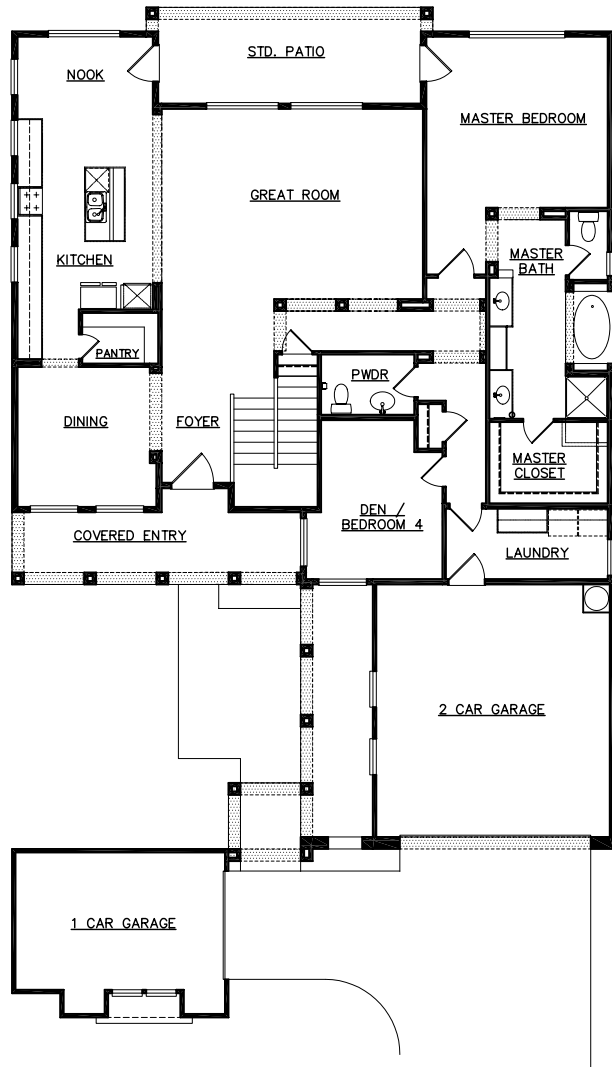 STD. PATIO
NOOK
MASTER BEDROOM
GREAT ROOM
KITCHEN
MASTER
BATH
PANTRY
PWDR
DINING
FOYER
MASTER
CLOSET
DEN /
BEDROOM 4
COVERED ENTRY
LAUNDRY
2 CAR GARAGE
1 CAR GARAGE